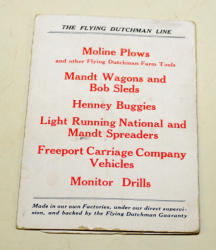 THE FLYING DUTCHMAN LINE
Moline Plows
and other Flying Dutchman Farm Tools
Mandt Wagons and
Bob Sleds
Henney Buggies
Light Running National and
Mandt Spreaders
Freeport Carriage Company
Vehicles
Monitor Drills
Made in our own Factories, under our direct supervi-
sion, and backed by the Flying Dutchman Guaranty